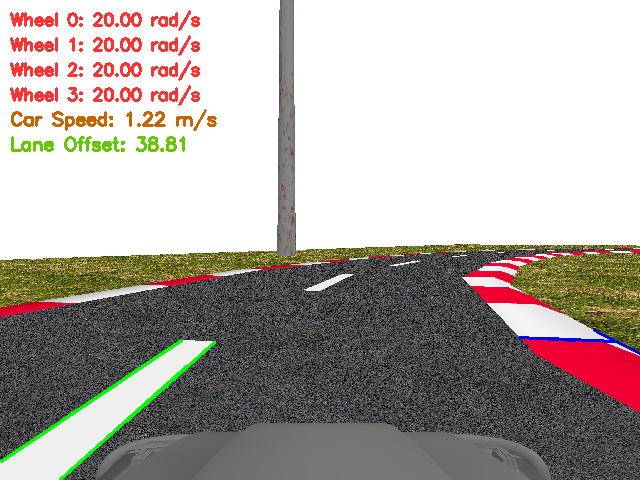 Wheel 0: 20.00 rad/s
Wheel 1: 20.00 rad/s
Wheel 2: 20.00 rad/s
Wheel 3: 20.00 rad/s
Car Speed: 1.22 m/s
Lane Offset: 38.81